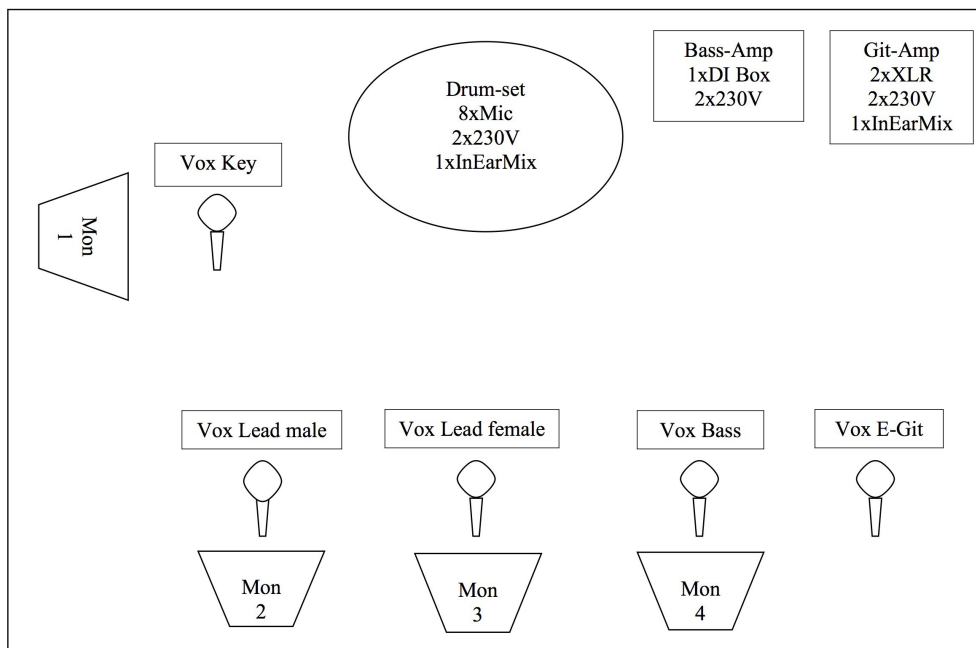 Drum-set
8xMic
2x230V
1xInEarMix
Bass-Amp
1xDI Box
2x230V
Git-Amp
2xXLR
2x230V
1xInEarMix
Vox Key
Mon
1
Vox Lead male
Vox Lead female
Vox Bass
Vox E-Git
Mon
2
Mon
3
Mon
4